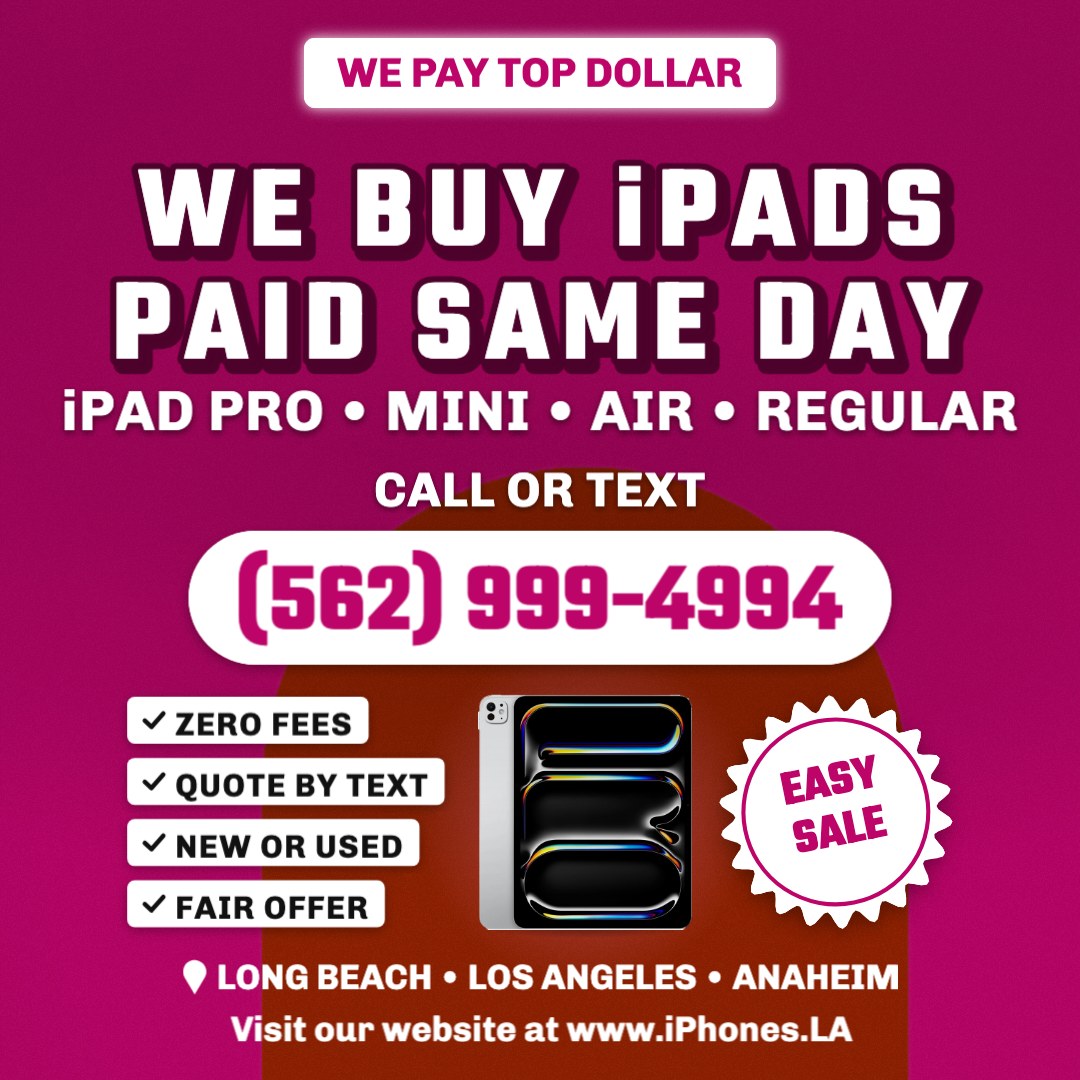 WE PAY TOP DOLLAR
WE BUY iPADS
PAID SAME DAY
iPAD PRO • MINI • AIR • REGULAR
CALL OR TEXT
(562) 999-4994
✓ ZERO FEES
✓ QUOTE BY TEXT
✓ NEW OR USED
✓ FAIR OFFER
EASY
SALE
LONG BEACH • LOS ANGELES • ANAHEIM
Visit our website at www.iPhones.LA